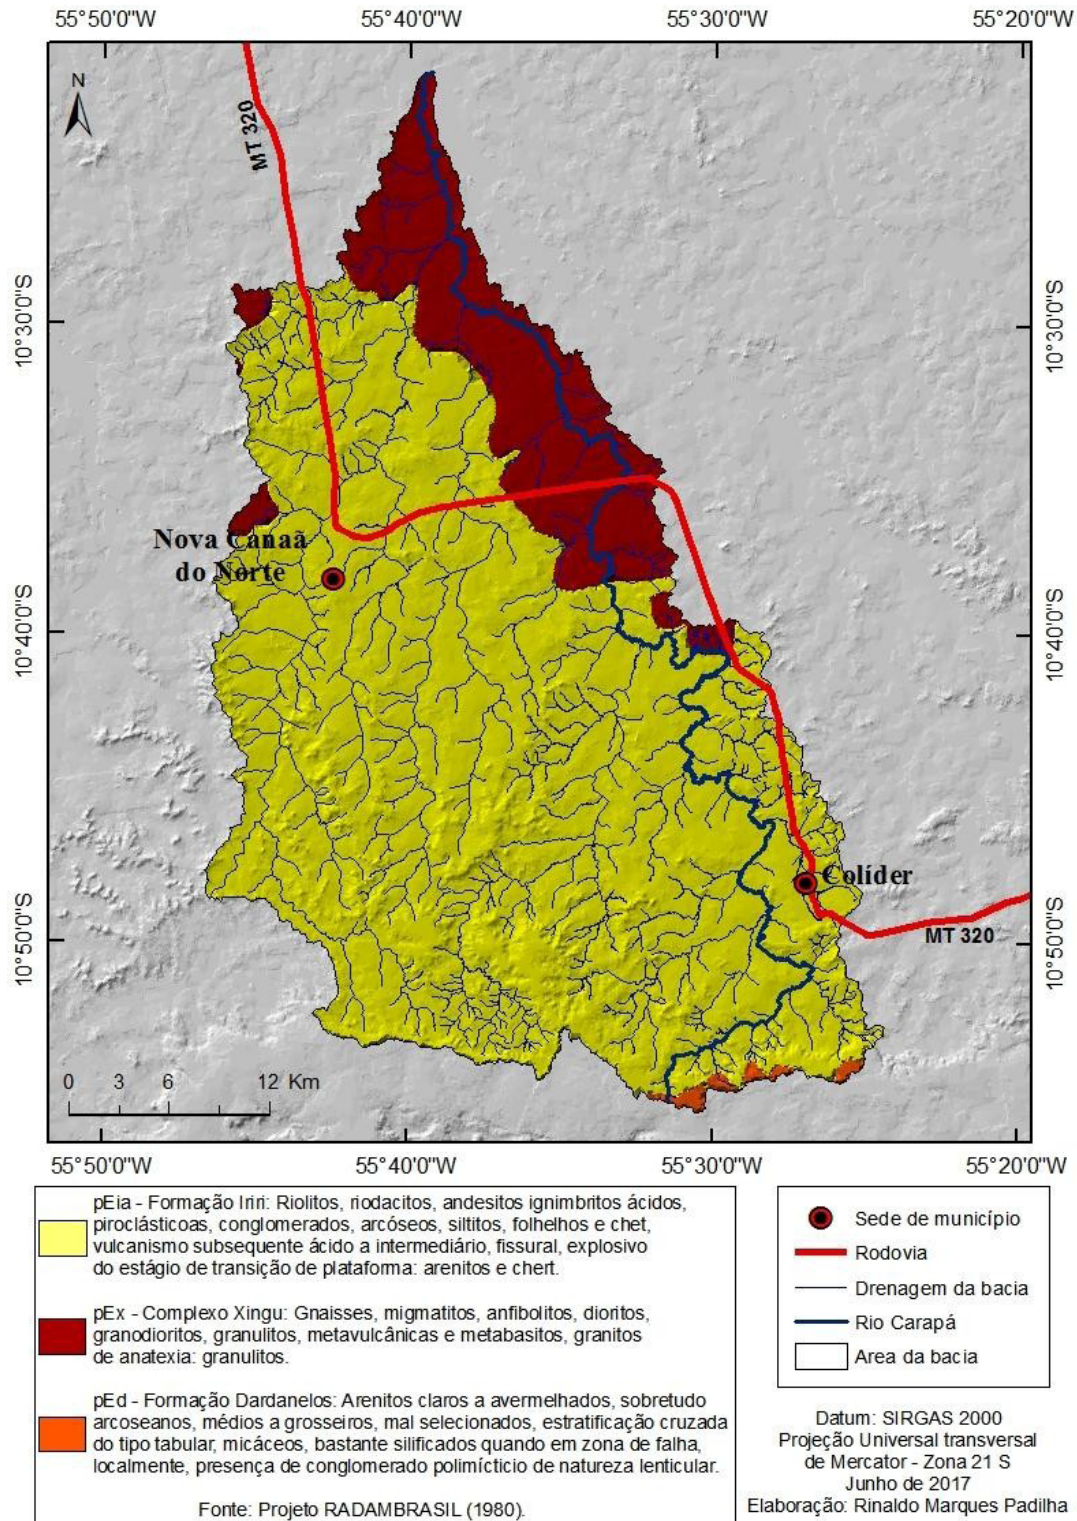 55°50'0"W 55°40'0"W 55°30'0"W 55°20'0"W
N
MT 320
10°30'0"S
10°30'0"S
Nova Canaã
do Norte
10°40'0"S
10°40'0"S
Colíder
10°50'0"S
MT 320
10°50'0"S
0 3 6 12 Km
55°50'0"W 55°40'0"W 55°30'0"W 55°20'0"W
pEia - Formação Iriri: Riolitos, riodacitos, andesitos ignimbritos ácidos,
piroclásticoas, conglomerados, arcóseos, siltitos, folhelhos e chet,
vulcanismo subsequente ácido a intermediário, fissural, explosivo
do estágio de transição de plataforma: arenitos e chert.
pEx - Complexo Xingu: Gnaisses, migmatitos, anfibolitos, dioritos,
granodioritos, granulitos, metavulcânicas e metabasitos, granitos
de anatexia: granulitos.
pEd - Formação Dardanelos: Arenitos claros a avermelhados, sobretudo
arcoseanos, médios a grosseiros, mal selecionados, estratificação cruzada
do tipo tabular, micáceos, bastante silificados quando em zona de falha,
localmente, presença de conglomerado polimícticio de natureza lenticular.
Fonte: Projeto RADAMBRASIL (1980).
Sede de município
Rodovia
Drenagem da bacia
Rio Carapá
Area da bacia
Datum: SIRGAS 2000
Projeção Universal transversal
de Mercator - Zona 21 S
Junho de 2017
Elaboração: Rinaldo Marques Padilha